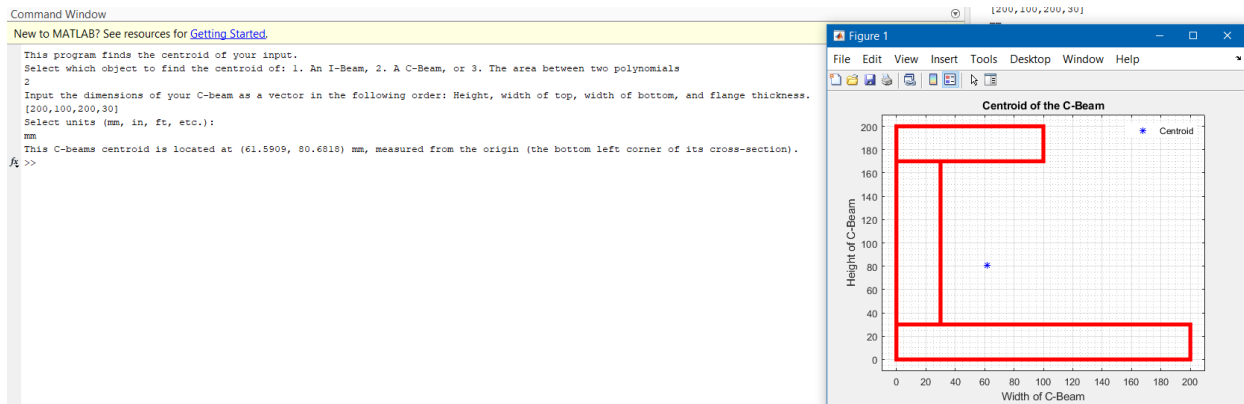 Command Window
New to MATLAB? See resources for Getting Started.
This program finds the centroid of your input.
Select which object to find the centroid of: 1. An I-Beam, 2. A C-Beam, or 3. The area between two polynomials
2
Input the dimensions of your C-beam as a vector in the following order: Height, width of top, width of bottom, and flange thickness.
[200,100,200,30]
Select units (mm, in, ft, etc.):
mm
This C-beams centroid is located at (61.5909, 80.6818) mm, measured from the origin (the bottom left corner of its cross-section).
fx >>
[200,100,200,30]
Figure 1
File Edit View Insert Tools Desktop Window Help
Centroid of the C-Beam
Centroid
Height of C-Beam
200
180
160
140
120
100
80
60
40
20
0
0 20 40 60 80 100 120 140 160 180 200
Width of C-Beam